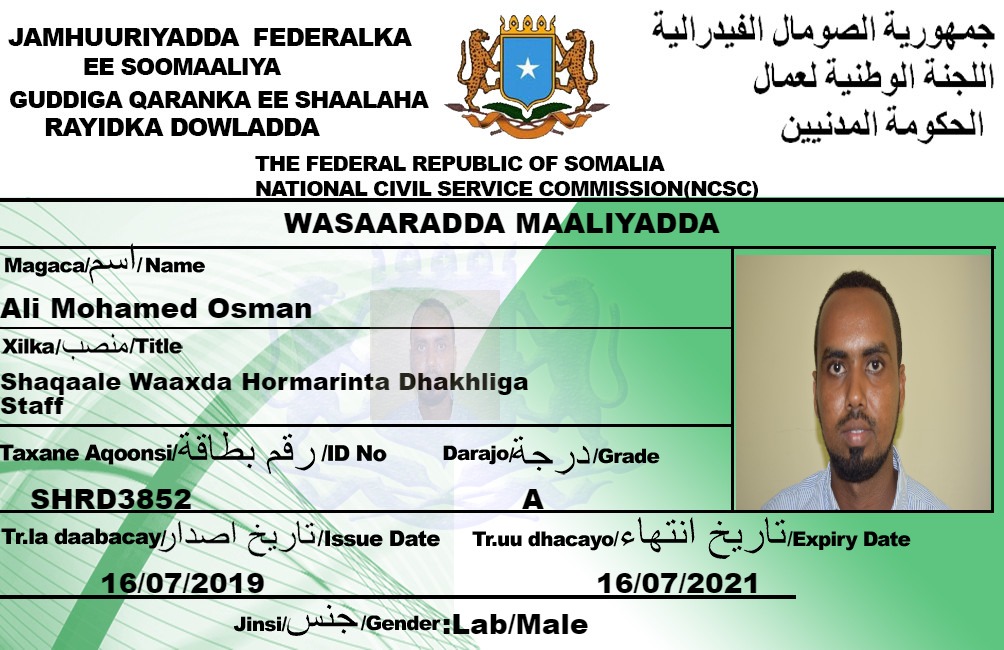 JAMHUURIYADDA FEDERALKA
EE SOOMAALIYA
GUDDIGA QARANKA EE SHAALAHA
RAYIDKA DOWLADDA
جمهورية الصومال الفيدرالية
اللجنة الوطنية لعمال
الحكومة المدنيين
THE FEDERAL REPUBLIC OF SOMALIA
NATIONAL CIVIL SERVICE COMMISSION(NCSC)
WASAARADDA MAALIYADDA
Magaca/اسم/Name
Ali Mohamed Osman
Xilka/منصب/Title
Shaqaale Waaxda Hormarinta Dhakhliga
Staff
Taxane Aqoonsi/رقم بطاقة/ID No
Darajo/درجة/Grade
SHRD3852
A
Tr.la daabacay/تاريخ اصدار/Issue Date
Tr.uu dhacayo/تاريخ انتهاء/Expiry Date
16/07/2019
16/07/2021
Jinsi/جنس/Gender:Lab/Male